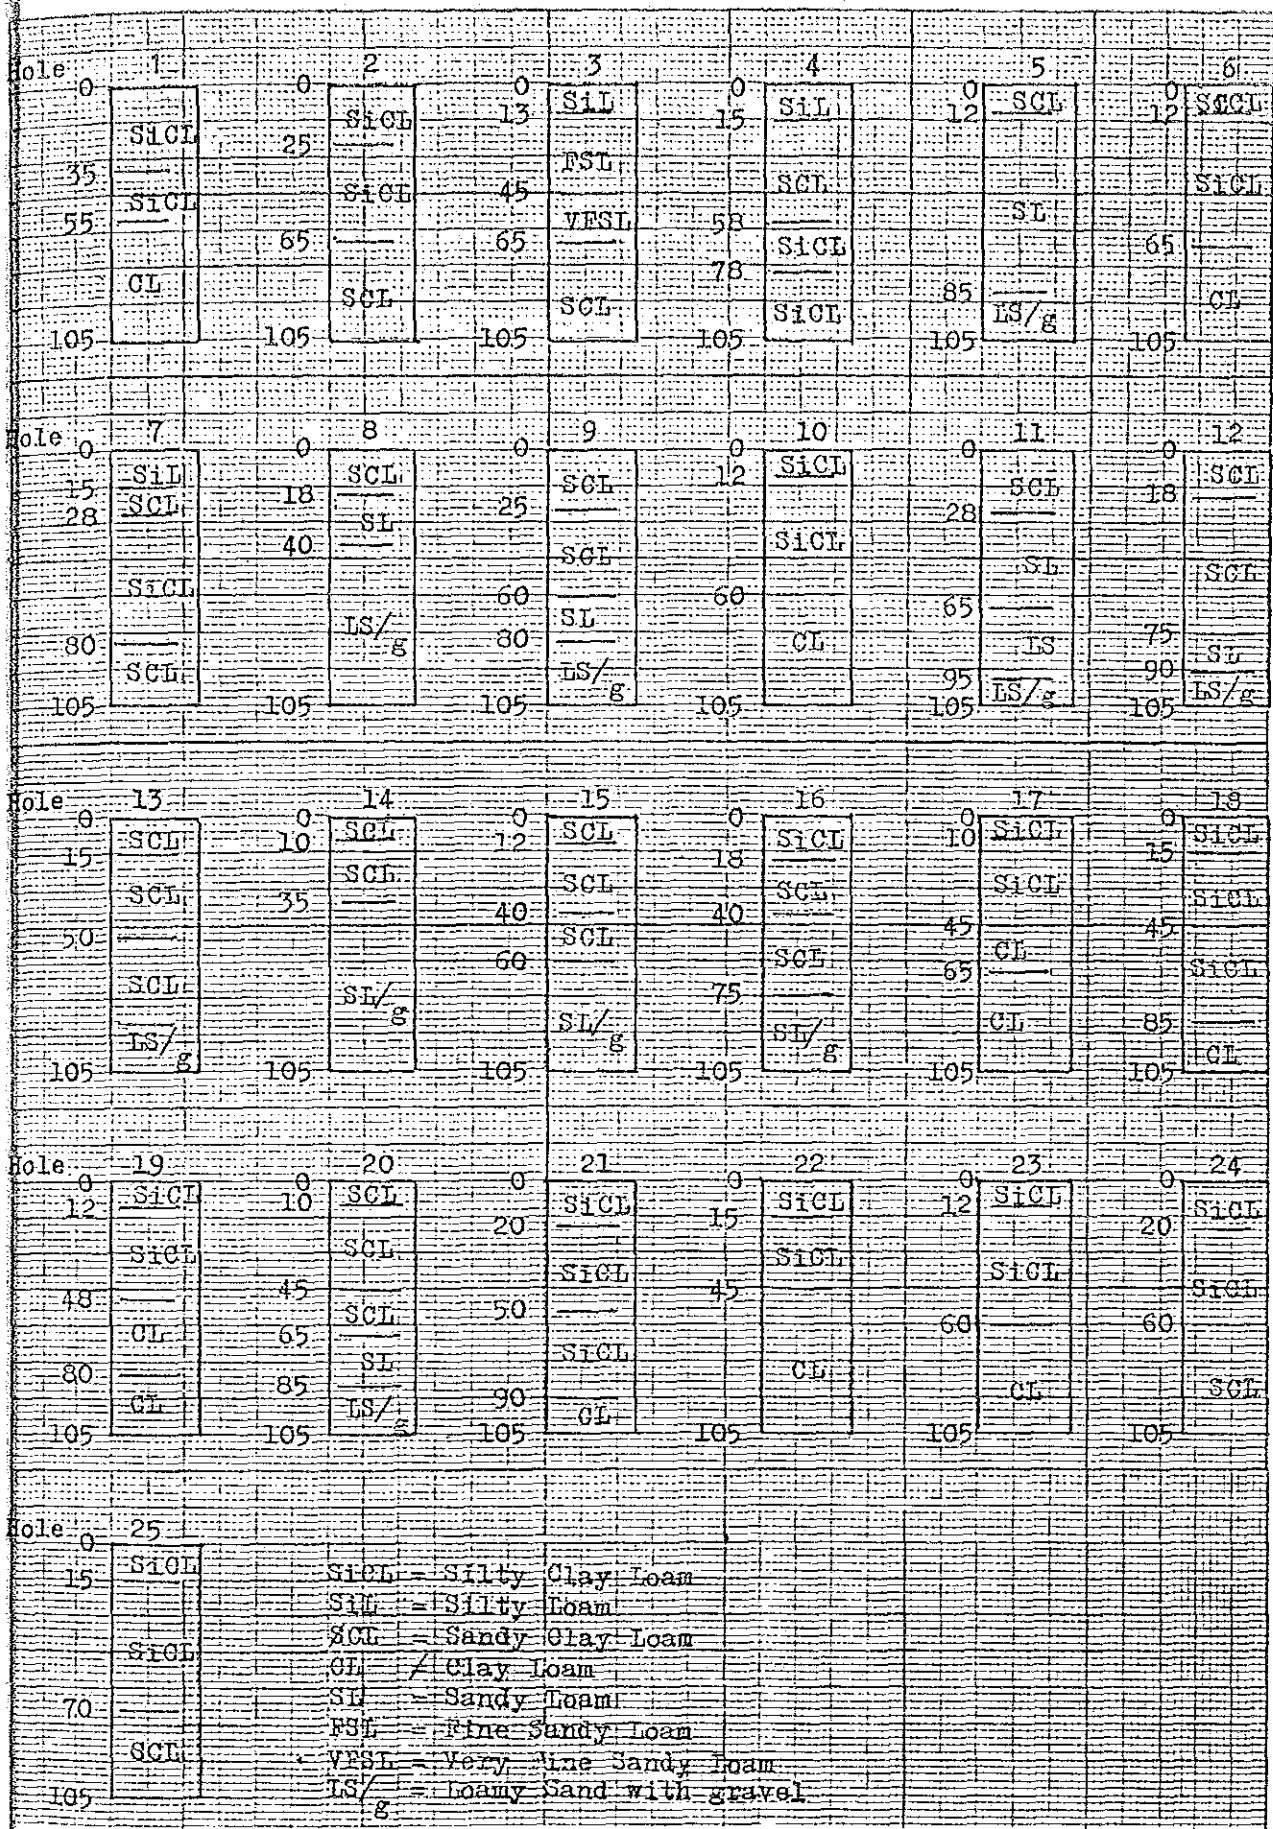 Hole 1 2 3 4 5 6
0 0 0 0 0 0
SiCL SiCL SiL SiL SCL SiCL
13 15 12 12
25
FSL
35 SCL SiCL
SiCL SiCL 45
55 VFSL 58 SL
65 65 SiCL 65
78
CL SCL SCL 85 CL
SiCL LS/g
105 105 105 105 105 105
Hole 7 8 9 10 11 12
0 0 0 0 0 0
SiL SCL SCL SiCL SCL SCL
15 18 12 18
SCL 25 28
28 SL
40 SCL SiCL SL SCL
SiCL 60 60 65
LS/g SL CL LS 75
80 80 SL
SCL LS/g 95 90
LS/g LS/g
105 105 105 105 105 105
Hole 13 14 15 16 17 18
0 0 0 0 0 0
SCL SCL SCL SiCL SiCL SiCL
15 10 12 18 10 15
SCL SCL SCL SCL SiCL SiCL
35 40 40 45 45
50 SCL CL
60 SCL 65 SiCL
SCL SL/g 75
LS/g SL/g SL/g CL 85
CL
105 105 105 105 105 105
Hole 19 20 21 22 23 24
0 0 0 0 0 0
SiCL SCL SiCL SiCL SiCL SiCL
12 10 20 15 12 20
SiCL SCL SiCL SiCL SiCL SiCL
48 45 50 45
CL SCL 60 60
65 SiCL
80 SL CL CL SCL
85 90
CL LS/g CL
105 105 105 105 105 105
Hole 25
0
SiCL
15
SiCL
70
SCL
105
SiCL = Silty Clay Loam
SiL = Silty Loam
SCL = Sandy Clay Loam
CL / Clay Loam
SL = Sandy Loam
FSL = Fine Sandy Loam
VFSL = Very Fine Sandy Loam
LS/g = Loamy Sand with gravel